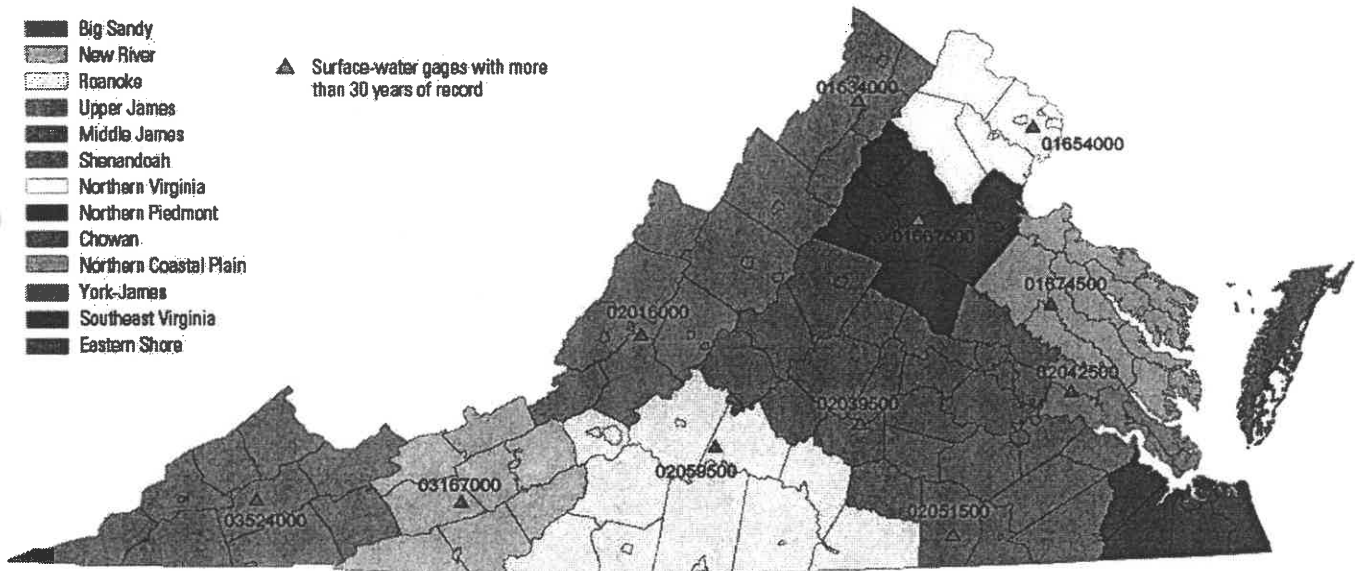 Big Sandy
New River
Roanoke
Upper James
Middle James
Shenandoah
Northern Virginia
Northern Piedmont
Chowan
Northern Coastal Plain
York-James
Southeast Virginia
Eastern Shore
Surface-water gages with more
than 30 years of record
01634000
01654000
01667500
01674500
02016000
02042500
02039500
02059500
03167000
03524000
02051500